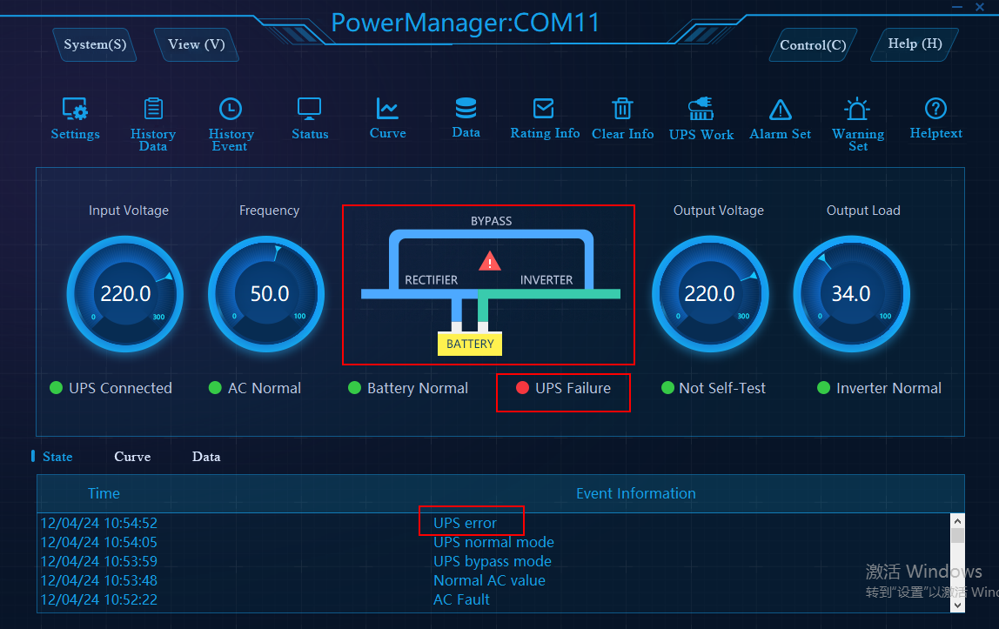 PowerManager:COM11
System(S) View (V) Control(C) Help (H)
Settings History Data History Event Status Curve Data Rating Info Clear Info UPS Work Alarm Set Warning Set Helptext
Input Voltage
220.0
0 300
Frequency
50.0
0 100
BYPASS
RECTIFIER INVERTER
BATTERY
Output Voltage
220.0
0 300
Output Load
34.0
0 100
UPS Connected AC Normal Battery Normal UPS Failure Not Self-Test Inverter Normal
State Curve Data
Time Event Information
12/04/24 10:54:52 UPS error
12/04/24 10:54:05 UPS normal mode
12/04/24 10:53:59 UPS bypass mode
12/04/24 10:53:48 Normal AC value
12/04/24 10:52:22 AC Fault
激活 Windows
转到“设置”以激活 Wind